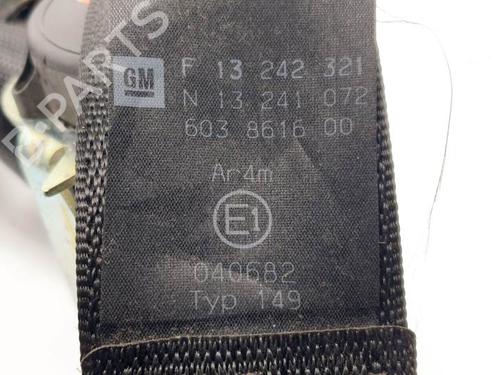 B-PARTS
GM
F 13 242 321
N 13 241 072
603 8616 00
Ar4m
E1
040682
Typ 149